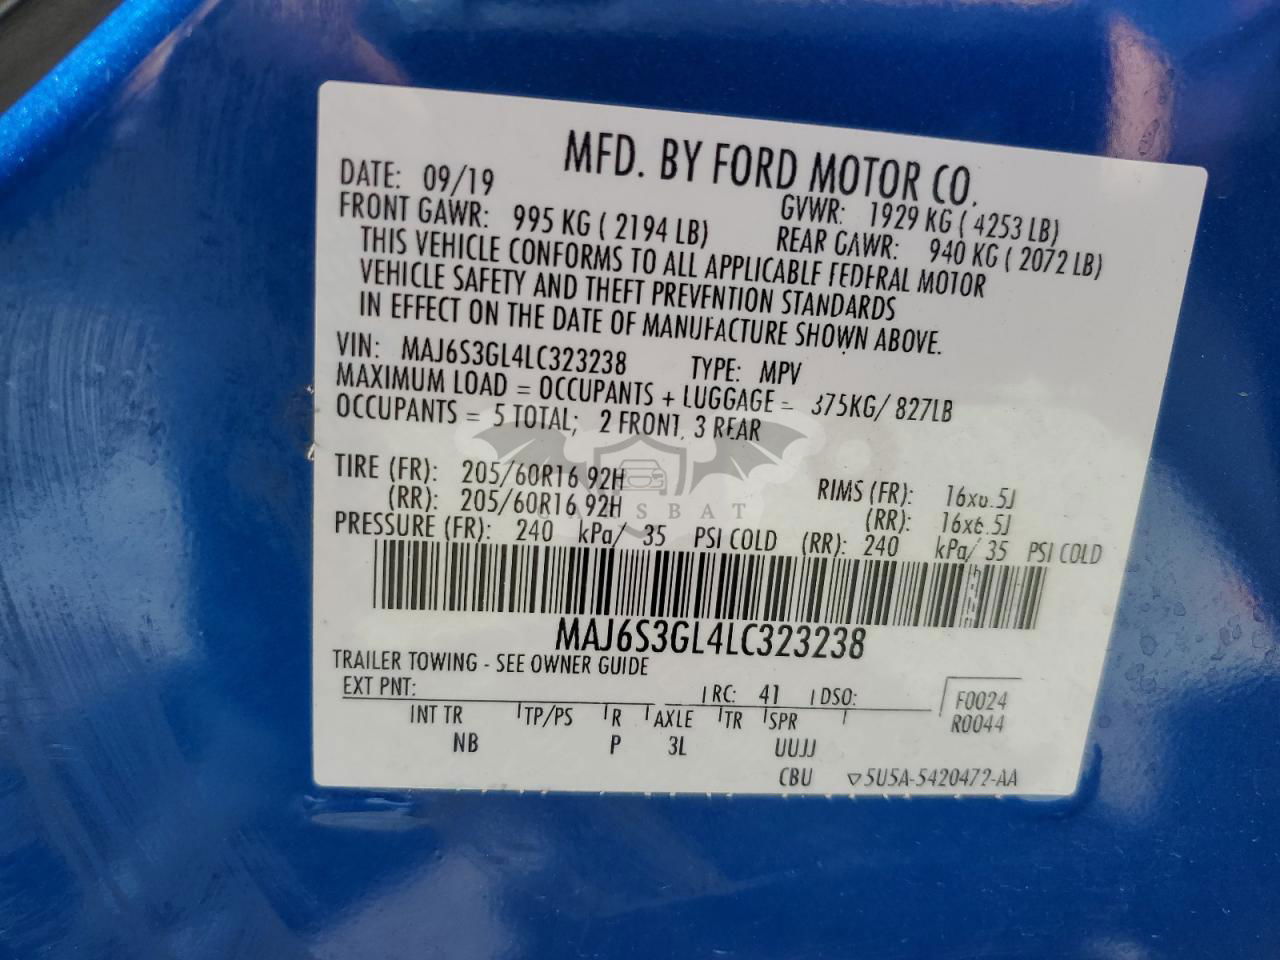 MFD. BY FORD MOTOR CO.
DATE: 09/19 GVWR: 1929 KG ( 4253 LB)
FRONT GAWR: 995 KG ( 2194 LB) REAR GAWR: 940 KG ( 2072 LB)
THIS VEHICLE CONFORMS TO ALL APPLICABLE FEDERAL MOTOR
VEHICLE SAFETY AND THEFT PREVENTION STANDARDS
IN EFFECT ON THE DATE OF MANUFACTURE SHOWN ABOVE.
VIN: MAJ6S3GL4LC323238 TYPE: MPV
MAXIMUM LOAD = OCCUPANTS + LUGGAGE = 375KG/ 827LB
OCCUPANTS = 5 TOTAL; 2 FRONT, 3 REAR
TIRE (FR): 205/60R16 92H RIMS (FR): 16x6.5J
(RR): 205/60R16 92H (RR): 16x6.5J
CARSBAT
PRESSURE (FR): 240 kPa/ 35 PSI COLD (RR): 240 kPa/ 35 PSI COLD
MAJ6S3GL4LC323238
TRAILER TOWING - SEE OWNER GUIDE
EXT PNT: RC: 41 DSO: F0024
R0044
INT TR TP/PS R AXLE TR SPR
NB P 3L UUJJ
CBU 5U5A-5420472-AA